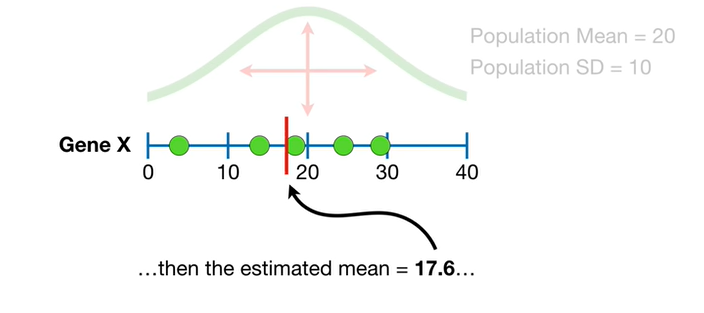 Population Mean = 20
Population SD = 10
Gene X
0 10 20 30 40
...then the estimated mean = 17.6...